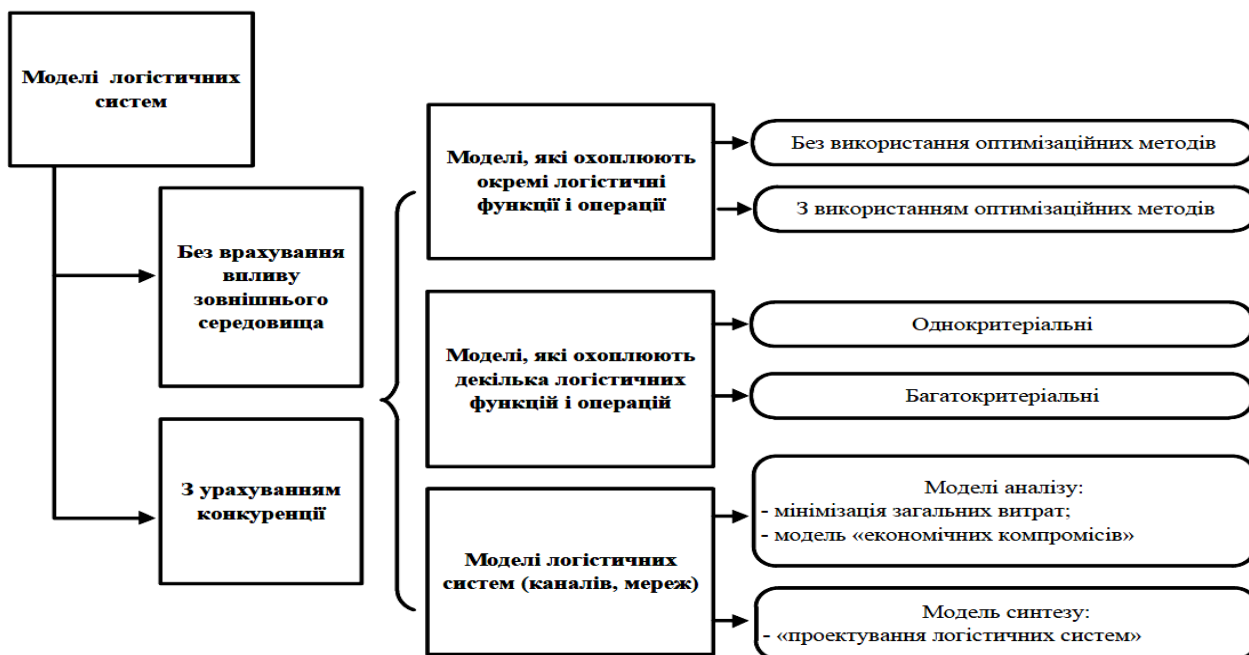 Моделі логістичних
систем
Без врахування
впливу
зовнішнього
середовища
З урахуванням
конкуренції
Моделі, які охоплюють
окремі логістичні
функції і операції
Моделі, які охоплюють
декілька логістичних
функцій і операцій
Моделі логістичних
систем (каналів, мереж)
Без використання оптимізаційних методів
З використанням оптимізаційних методів
Однокритеріальні
Багатокритеріальні
Моделі аналізу:
- мінімізація загальних витрат;
- модель «економічних компромісів»
Модель синтезу:
- «проектування логістичних систем»